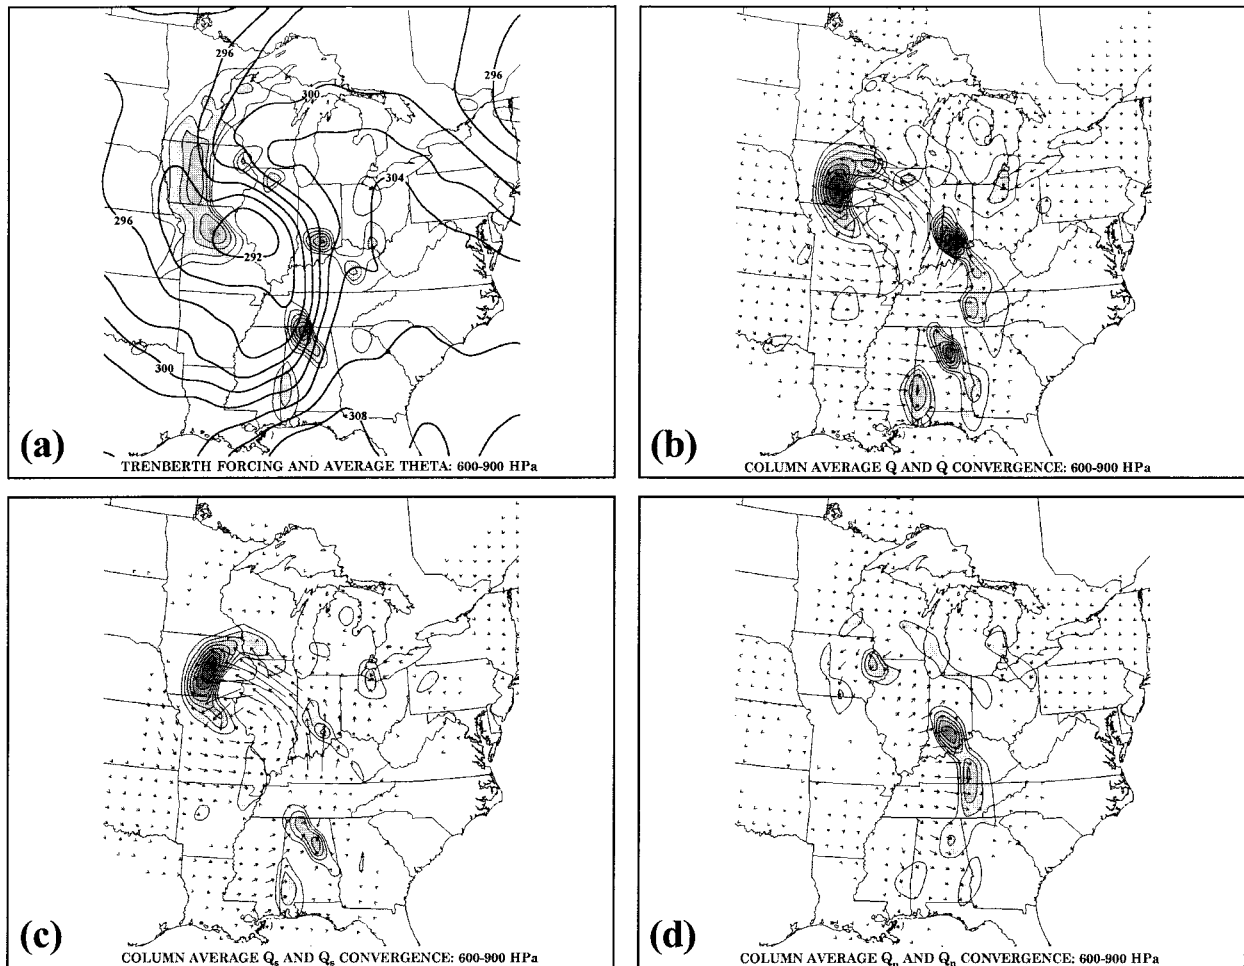 296
296
300
304
296
292
300
308
(a)
TRENBERTH FORCING AND AVERAGE THETA: 600-900 HPa
(b)
COLUMN AVERAGE Q AND Q CONVERGENCE: 600-900 HPa
(c)
COLUMN AVERAGE Qs AND Qs CONVERGENCE: 600-900 HPa
(d)
COLUMN AVERAGE Qn AND Qn CONVERGENCE: 600-900 HPa